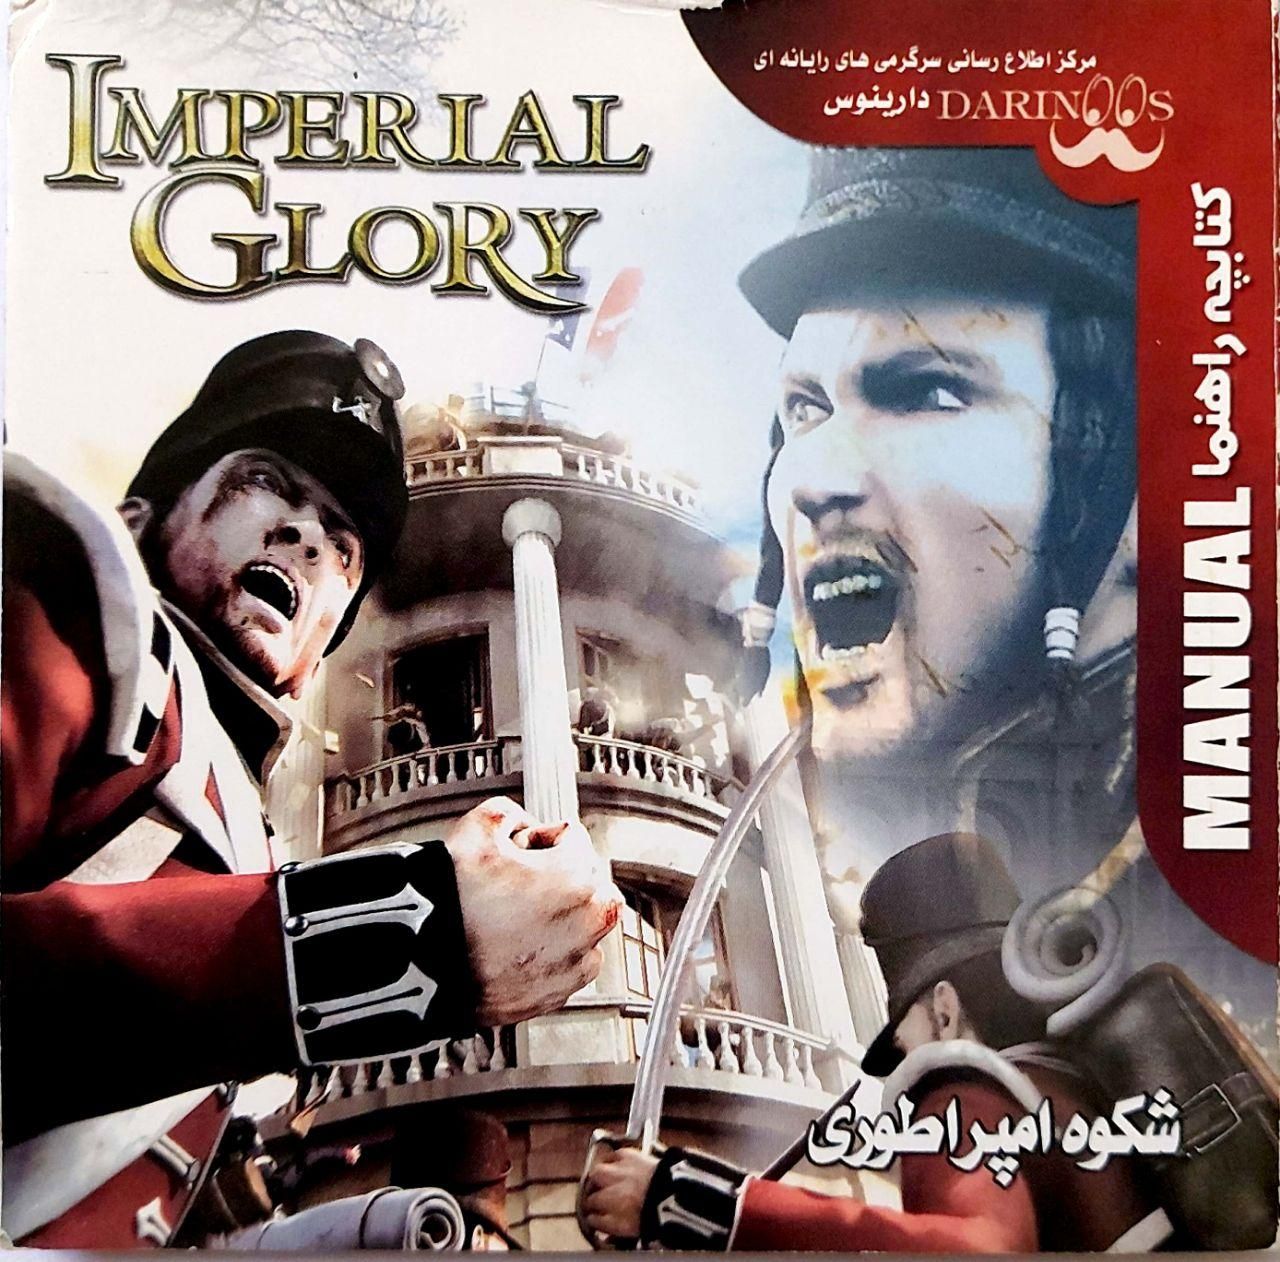 IMPERIAL
GLORY
مرکز اطلاع رسانی سرگرمی های رایانه ای
دارینوس DARINOOS
کتابچه راهنما MANUAL
شکوه امپراطوری